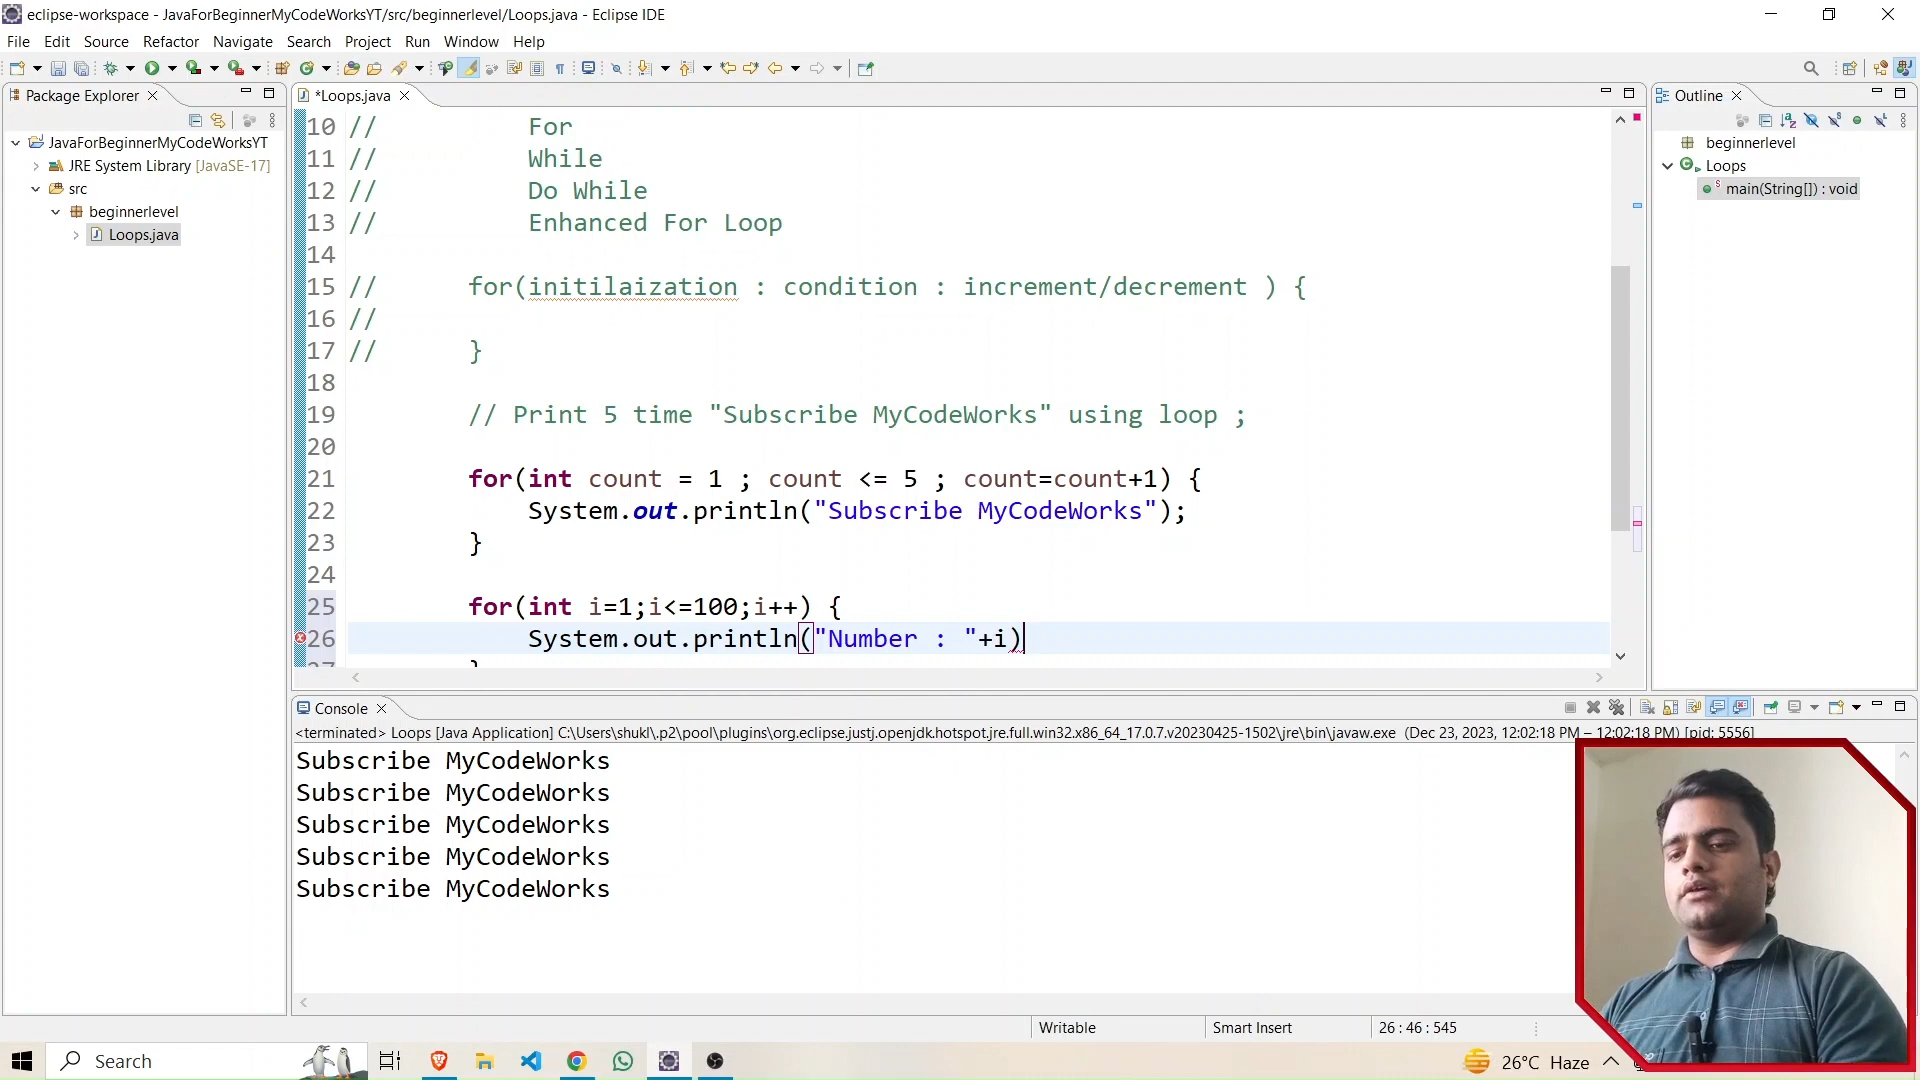 eclipse-workspace - JavaForBeginnerMyCodeWorksYT/src/beginnerlevel/Loops.java - Eclipse IDE
File Edit Source Refactor Navigate Search Project Run Window Help
Package Explorer
JavaForBeginnerMyCodeWorksYT
JRE System Library [JavaSE-17]
src
beginnerlevel
Loops.java
*Loops.java
10 // For
11 // While
12 // Do While
13 // Enhanced For Loop
14
15 // for(initilaization : condition : increment/decrement ) {
16 //
17 // }
18
19 // Print 5 time "Subscribe MyCodeWorks" using loop ;
20
21 for(int count = 1 ; count <= 5 ; count=count+1) {
22 System.out.println("Subscribe MyCodeWorks");
23 }
24
25 for(int i=1;i<=100;i++) {
26 System.out.println("Number : "+i)
Outline
beginnerlevel
Loops
main(String[]) : void
Console
<terminated> Loops [Java Application] C:\Users\shukl\.p2\pool\plugins\org.eclipse.justj.openjdk.hotspot.jre.full.win32.x86_64_17.0.7.v20230425-1502\jre\bin\javaw.exe (Dec 23, 2023, 12:02:18 PM – 12:02:18 PM) [pid: 5556]
Subscribe MyCodeWorks
Subscribe MyCodeWorks
Subscribe MyCodeWorks
Subscribe MyCodeWorks
Subscribe MyCodeWorks
Writable Smart Insert 26 : 46 : 545
Search
26°C Haze